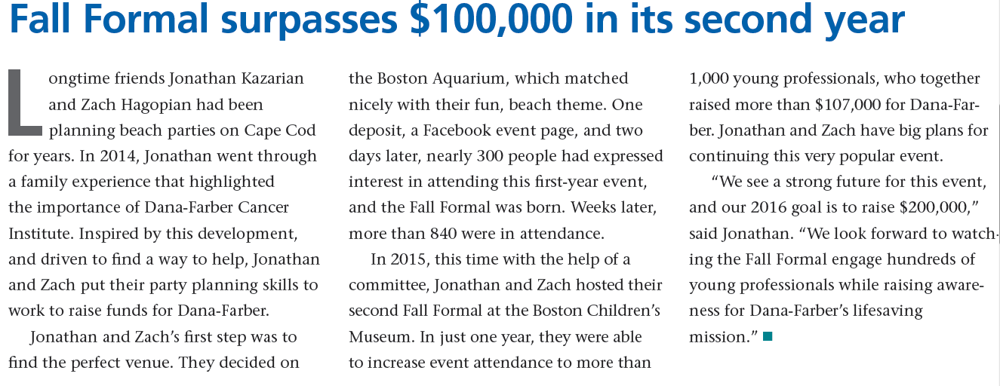 Fall Formal surpasses $100,000 in its second year
Longtime friends Jonathan Kazarian
and Zach Hagopian had been
planning beach parties on Cape Cod
for years. In 2014, Jonathan went through
a family experience that highlighted
the importance of Dana-Farber Cancer
Institute. Inspired by this development,
and driven to find a way to help, Jonathan
and Zach put their party planning skills to
work to raise funds for Dana-Farber.
Jonathan and Zach’s first step was to
find the perfect venue. They decided on
the Boston Aquarium, which matched
nicely with their fun, beach theme. One
deposit, a Facebook event page, and two
days later, nearly 300 people had expressed
interest in attending this first-year event,
and the Fall Formal was born. Weeks later,
more than 840 were in attendance.
In 2015, this time with the help of a
committee, Jonathan and Zach hosted their
second Fall Formal at the Boston Children’s
Museum. In just one year, they were able
to increase event attendance to more than
1,000 young professionals, who together
raised more than $107,000 for Dana-Far-
ber. Jonathan and Zach have big plans for
continuing this very popular event.
“We see a strong future for this event,
and our 2016 goal is to raise $200,000,”
said Jonathan. “We look forward to watch-
ing the Fall Formal engage hundreds of
young professionals while raising aware-
ness for Dana-Farber’s lifesaving
mission.” ■